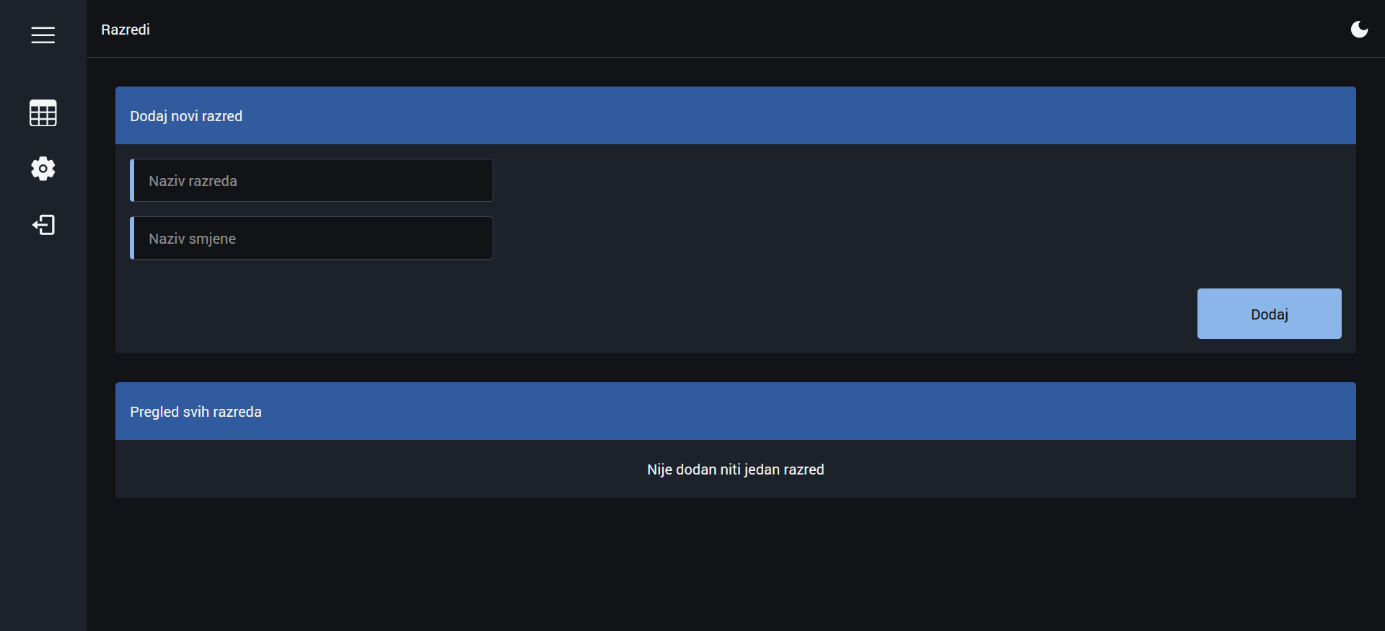 Razredi
Dodaj novi razred
Naziv razreda
Naziv smjene
Dodaj
Pregled svih razreda
Nije dodan niti jedan razred